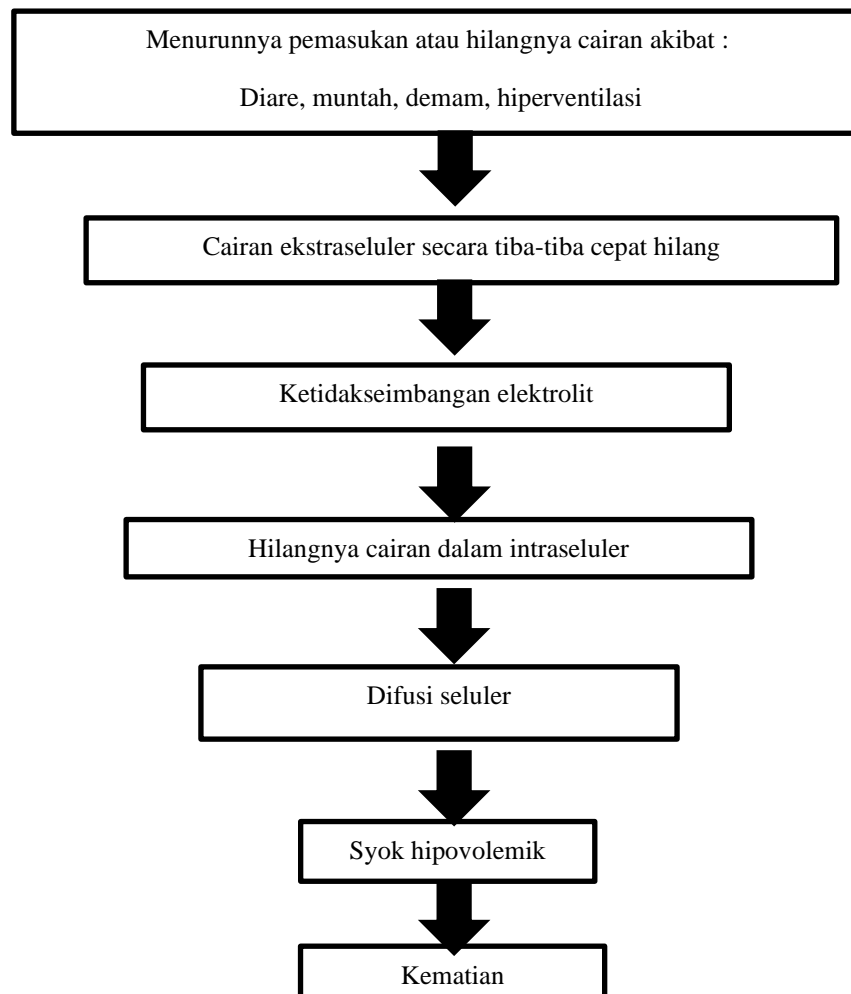 Menurunnya pemasukan atau hilangnya cairan akibat :
Diare, muntah, demam, hiperventilasi
Cairan ekstraseluler secara tiba-tiba cepat hilang
Ketidakseimbangan elektrolit
Hilangnya cairan dalam intraseluler
Difusi seluler
Syok hipovolemik
Kematian